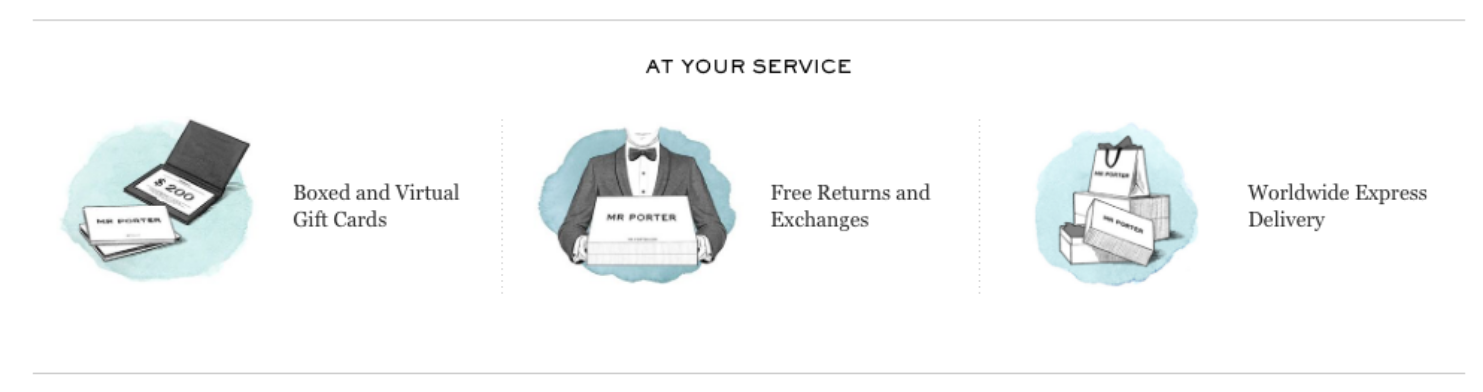 AT YOUR SERVICE
$ 200
MR PORTER
Boxed and Virtual
Gift Cards
MR PORTER
Free Returns and
Exchanges
MR PORTER
MR PORTER
Worldwide Express
Delivery